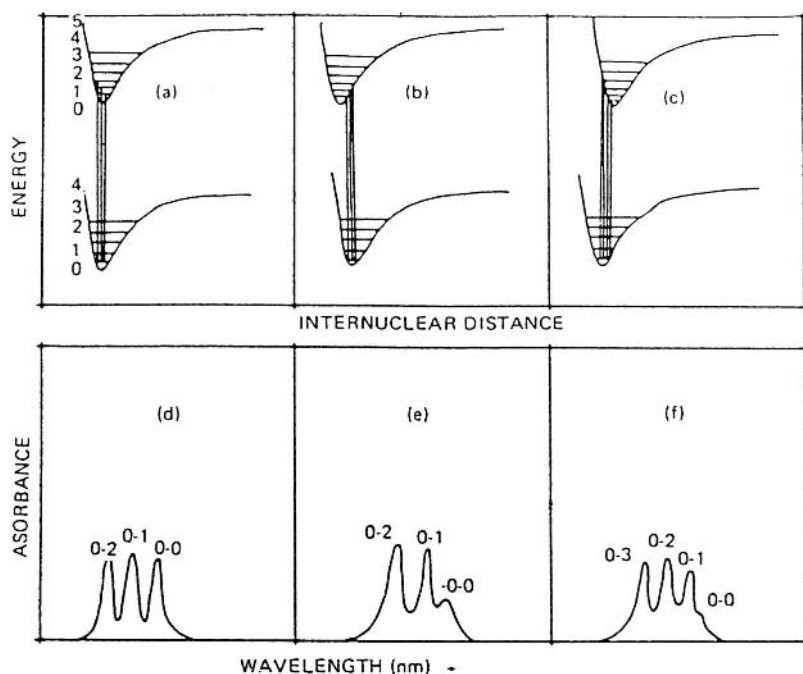 ENERGY
5
4
3
2
1
0
(a)
(b)
(c)
4
3
2
1
0
INTERNUCLEAR DISTANCE
ASORBANCE
(d)
(e)
(f)
0-2
0-1
0-0
0-2
0-1
-0-0
0-3
0-2
0-1
0-0
WAVELENGTH (nm)